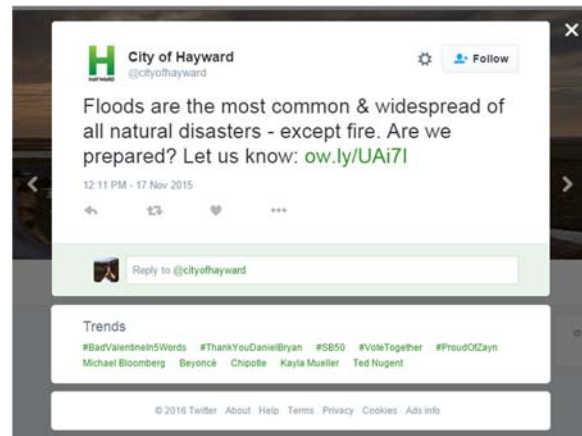 City of Hayward
@cityofhayward
HAYWARD
Follow
Floods are the most common & widespread of
all natural disasters - except fire. Are we
prepared? Let us know: ow.ly/UAi7I
12:11 PM - 17 Nov 2015
Reply to @cityofhayward
Trends
#BadValentineIn5Words #ThankYouDanielBryan #SB50 #VoteTogether #ProudOfZayn
Michael Bloomberg Beyoncé Chipotle Kayla Mueller Ted Nugent
© 2016 Twitter About Help Terms Privacy Cookies Ads info